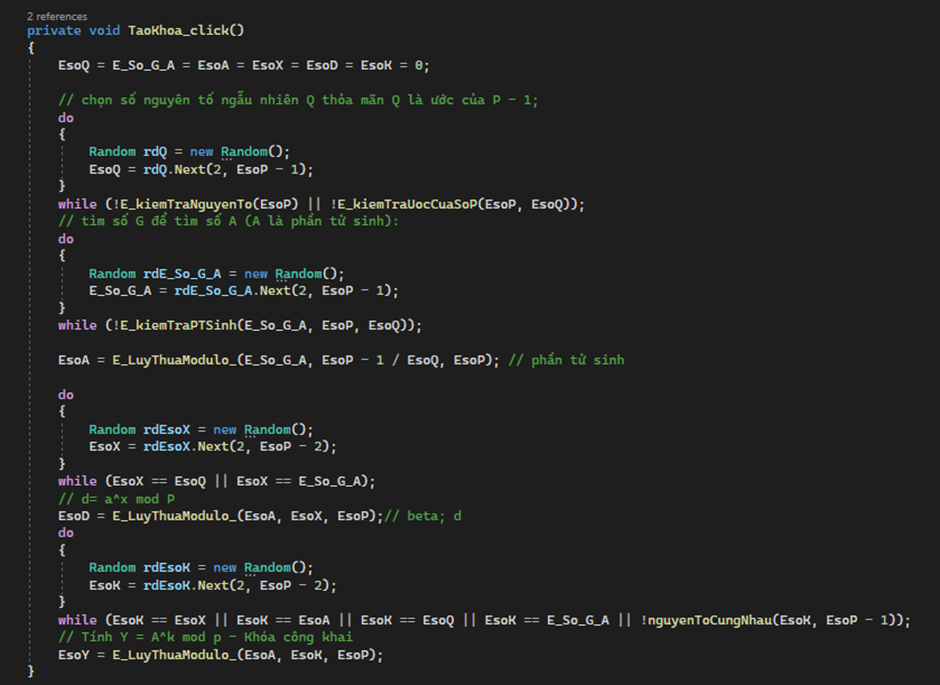 2 references
private void TaoKhoa_click()
{
EsoQ = E_So_G_A = EsoA = EsoX = EsoD = EsoK = 0;
// chọn số nguyên tố ngẫu nhiên Q thỏa mãn Q là ước của P - 1;
do
{
Random rdQ = new Random();
EsoQ = rdQ.Next(2, EsoP - 1);
}
while (!E_kiemTraNguyenTo(EsoP) || !E_kiemTraUocCuaSoP(EsoP, EsoQ));
// tìm số G để tìm số A (A là phần tử sinh):
do
{
Random rdE_So_G_A = new Random();
E_So_G_A = rdE_So_G_A.Next(2, EsoP - 1);
}
while (!E_kiemTraPTSinh(E_So_G_A, EsoP, EsoQ));
EsoA = E_LuyThuaModulo_(E_So_G_A, EsoP - 1 / EsoQ, EsoP); // phần tử sinh
do
{
Random rdEsoX = new Random();
EsoX = rdEsoX.Next(2, EsoP - 2);
}
while (EsoX == EsoQ || EsoX == E_So_G_A);
// d= a^x mod P
EsoD = E_LuyThuaModulo_(EsoA, EsoX, EsoP);// beta; d
do
{
Random rdEsoK = new Random();
EsoK = rdEsoK.Next(2, EsoP - 2);
}
while (EsoK == EsoX || EsoK == EsoA || EsoK == EsoQ || EsoK == E_So_G_A || !nguyenToCungNhau(EsoK, EsoP - 1));
// Tính Y = A^k mod p - Khóa công khai
EsoY = E_LuyThuaModulo_(EsoA, EsoK, EsoP);
}